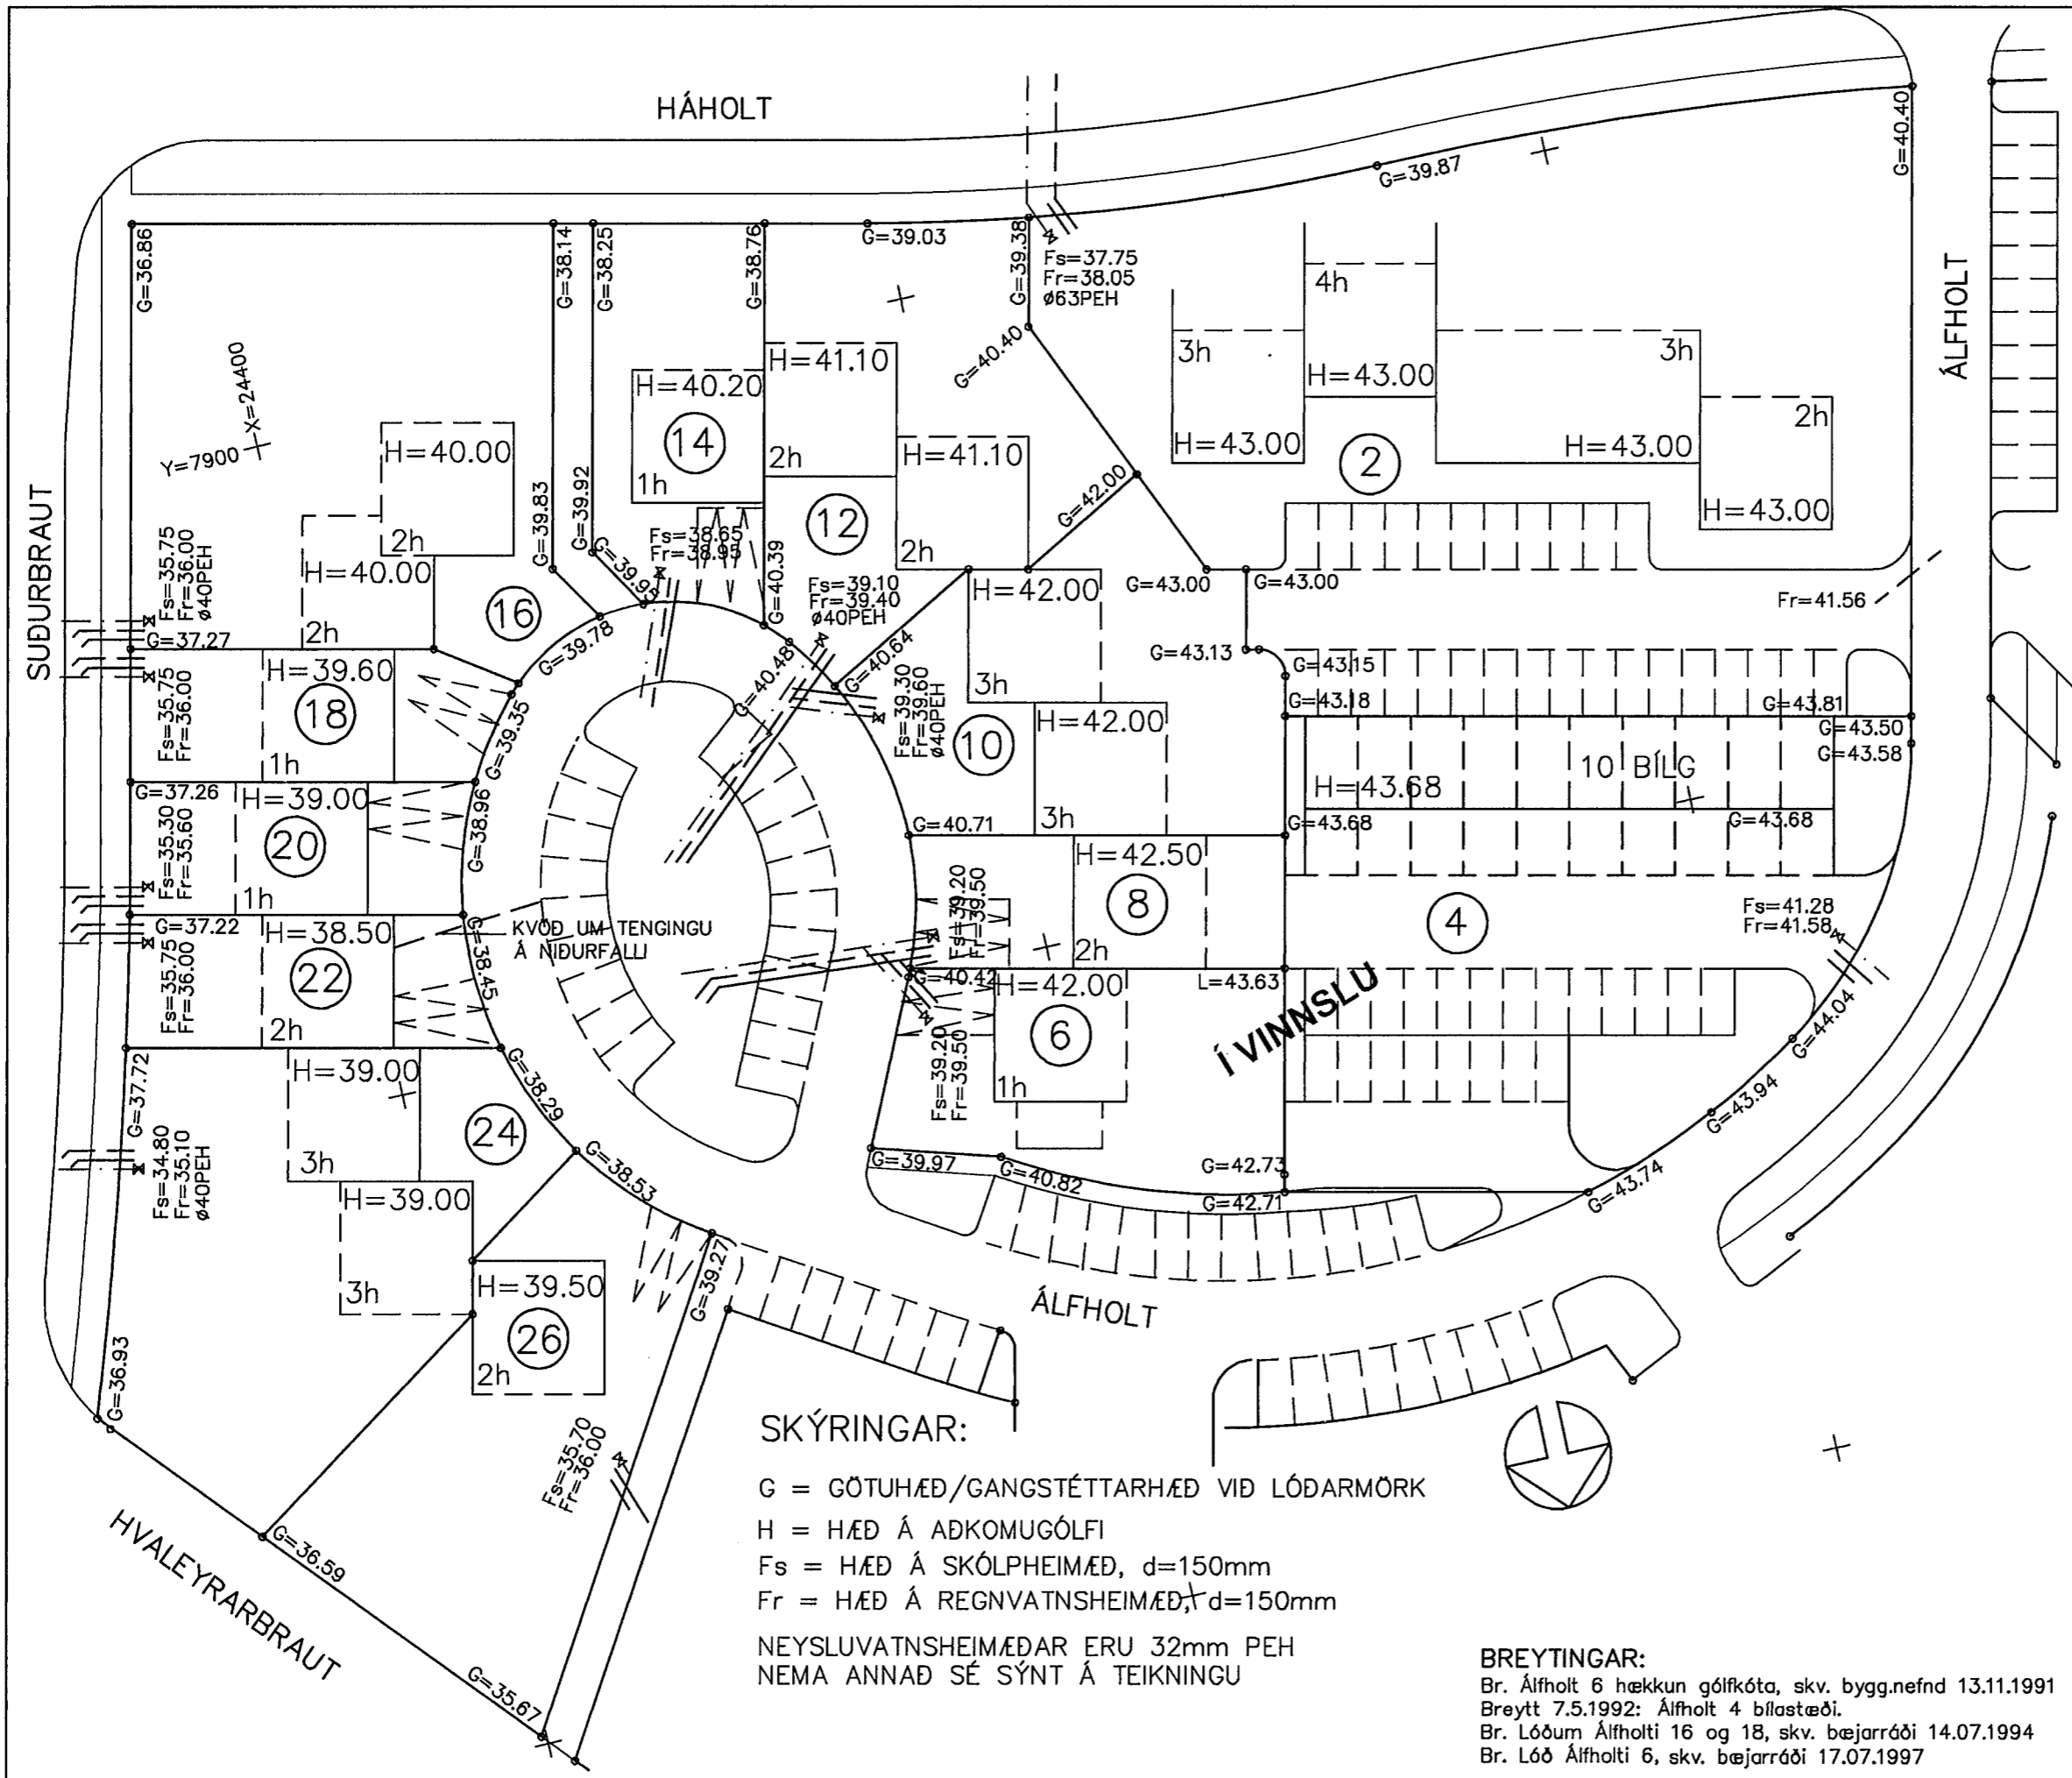 HÁHOLT
G=40.40
G=39.87
G=36.86
G=38.14
G=38.25
G=38.76
G=39.03
G=39.38
Fs=37.75
Fr=38.05
ø63PEH
ÁLFHOLT
4h
3h
3h
2h
H=43.00
H=43.00
H=43.00
H=43.00
2
G=40.40
H=41.10
H=40.20
14
1h
2h
H=41.10
12
2h
X=24400
Y=7900
H=40.00
2h
H=40.00
2h
16
G=39.83
G=39.92
G=39.93
Fs=38.65
Fr=38.95
G=40.39
Fs=39.10
Fr=39.40
ø40PEH
G=42.00
G=43.00
G=43.00
Fr=41.56
SUÐURBRAUT
Fs=35.75
Fr=36.00
ø40PEH
G=37.27
G=39.78
G=40.48
G=40.64
H=42.00
3h
G=43.13
G=43.15
G=43.18
G=43.81
G=43.50
G=43.58
Fs=35.75
Fr=36.00
H=39.60
18
1h
G=39.35
Fs=39.30
Fr=39.60
ø40PEH
10
H=42.00
3h
10 BÍLG
H=43.68
G=43.68
G=43.68
G=37.26
Fs=35.30
Fr=35.60
H=39.00
20
1h
G=38.96
G=40.71
H=42.50
8
2h
Fs=39.20
Fr=39.50
4
Fs=41.28
Fr=41.58
G=37.22
Fs=35.75
Fr=36.00
H=38.50
22
2h
G=38.45
KVÖÐ UM TENGINGU
Á NIÐURFALLI
G=40.42
H=42.00
6
1h
Fs=39.20
Fr=39.50
L=43.63
Í VINNSLU
G=44.04
G=37.72
H=39.00
3h
24
G=38.29
G=43.94
Fs=34.80
Fr=35.10
ø40PEH
H=39.00
3h
G=38.53
G=39.97
G=40.82
G=42.73
G=42.71
G=43.74
G=39.27
H=39.50
26
2h
ÁLFHOLT
G=36.93
Fs=35.70
Fr=36.00
HVALEYRARBRAUT
G=36.59
G=35.67
SKÝRINGAR:
G = GÖTUHÆÐ/GANGSTÉTTARHÆÐ VIÐ LÓÐARMÖRK
H = HÆÐ Á AÐKOMUGÓLFI
Fs = HÆÐ Á SKÓLPHEIMÆÐ, d=150mm
Fr = HÆÐ Á REGNVATNSHEIMÆÐ, d=150mm
NEYSLUVATNSHEIMÆÐAR ERU 32mm PEH
NEMA ANNAÐ SÉ SÝNT Á TEIKNINGU
BREYTINGAR:
Br. Álfholt 6 hækkun gólfkóta, skv. bygg.nefnd 13.11.1991
Breytt 7.5.1992: Álfholt 4 bílastæði.
Br. Lóðum Álfholti 16 og 18, skv. bæjarráði 14.07.1994
Br. Lóð Álfholti 6, skv. bæjarráði 17.07.1997